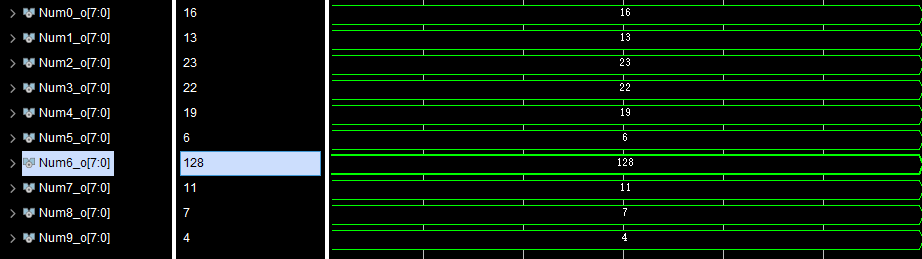 Num0_o[7:0] 16 16
Num1_o[7:0] 13 13
Num2_o[7:0] 23 23
Num3_o[7:0] 22 22
Num4_o[7:0] 19 19
Num5_o[7:0] 6 6
Num6_o[7:0] 128 128
Num7_o[7:0] 11 11
Num8_o[7:0] 7 7
Num9_o[7:0] 4 4